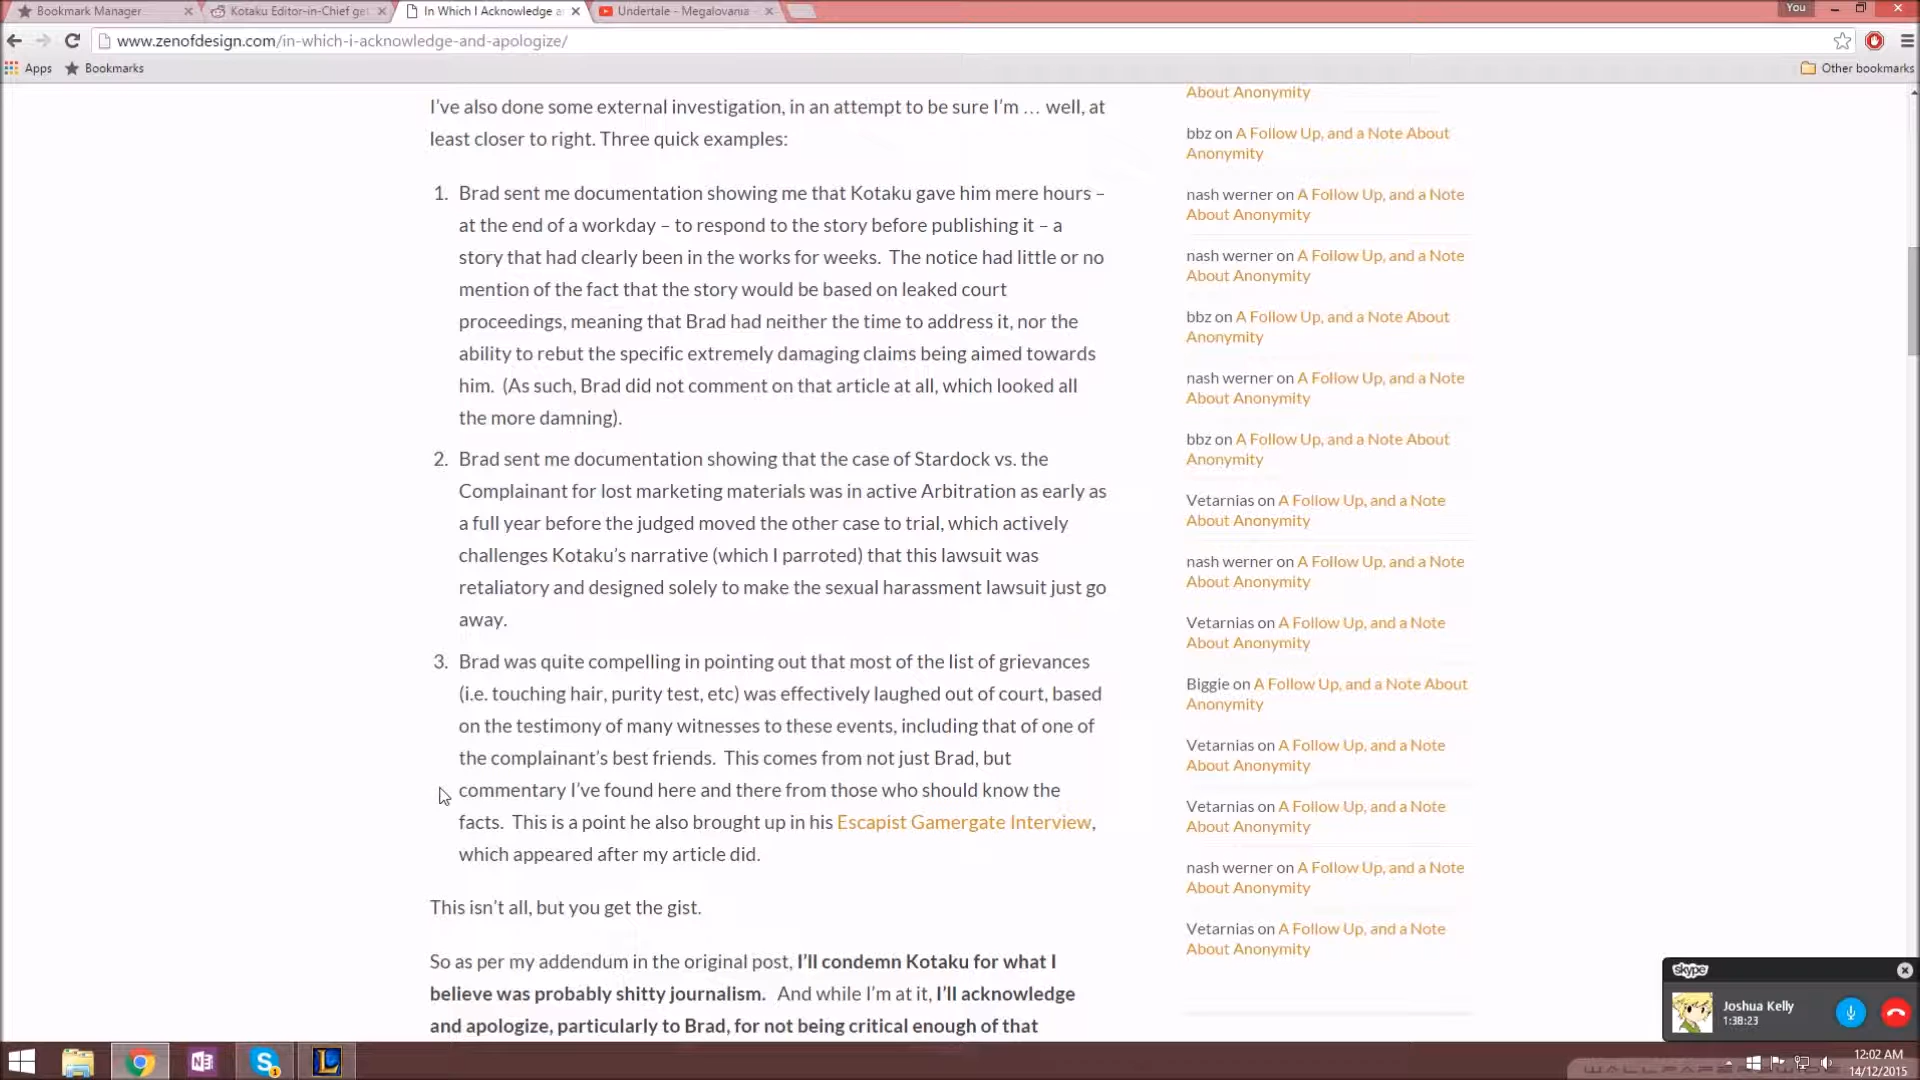 Bookmark Manager
Kotaku Editor-in-Chief ge
In Which I Acknowledge a
Undertale - Megalovania
You
www.zenofdesign.com/in-which-i-acknowledge-and-apologize/
Apps
Bookmarks
Other bookmarks
I've also done some external investigation, in an attempt to be sure I'm … well, at
least closer to right. Three quick examples:
1. Brad sent me documentation showing me that Kotaku gave him mere hours –
at the end of a workday – to respond to the story before publishing it – a
story that had clearly been in the works for weeks. The notice had little or no
mention of the fact that the story would be based on leaked court
proceedings, meaning that Brad had neither the time to address it, nor the
ability to rebut the specific extremely damaging claims being aimed towards
him. (As such, Brad did not comment on that article at all, which looked all
the more damning).
2. Brad sent me documentation showing that the case of Stardock vs. the
Complainant for lost marketing materials was in active Arbitration as early as
a full year before the judged moved the other case to trial, which actively
challenges Kotaku's narrative (which I parroted) that this lawsuit was
retaliatory and designed solely to make the sexual harassment lawsuit just go
away.
3. Brad was quite compelling in pointing out that most of the list of grievances
(i.e. touching hair, purity test, etc) was effectively laughed out of court, based
on the testimony of many witnesses to these events, including that of one of
the complainant's best friends. This comes from not just Brad, but
commentary I've found here and there from those who should know the
facts. This is a point he also brought up in his Escapist Gamergate Interview,
which appeared after my article did.
This isn't all, but you get the gist.
So as per my addendum in the original post, I'll condemn Kotaku for what I
believe was probably shitty journalism. And while I'm at it, I'll acknowledge
and apologize, particularly to Brad, for not being critical enough of that
About Anonymity
bbz on A Follow Up, and a Note About
Anonymity
nash werner on A Follow Up, and a Note
About Anonymity
nash werner on A Follow Up, and a Note
About Anonymity
bbz on A Follow Up, and a Note About
Anonymity
nash werner on A Follow Up, and a Note
About Anonymity
bbz on A Follow Up, and a Note About
Anonymity
Vetarnias on A Follow Up, and a Note
About Anonymity
nash werner on A Follow Up, and a Note
About Anonymity
Vetarnias on A Follow Up, and a Note
About Anonymity
Biggie on A Follow Up, and a Note About
Anonymity
Vetarnias on A Follow Up, and a Note
About Anonymity
Vetarnias on A Follow Up, and a Note
About Anonymity
nash werner on A Follow Up, and a Note
About Anonymity
Vetarnias on A Follow Up, and a Note
About Anonymity
skype
Joshua Kelly
1:38:23
N
S
1
L
12:02 AM
14/12/2015